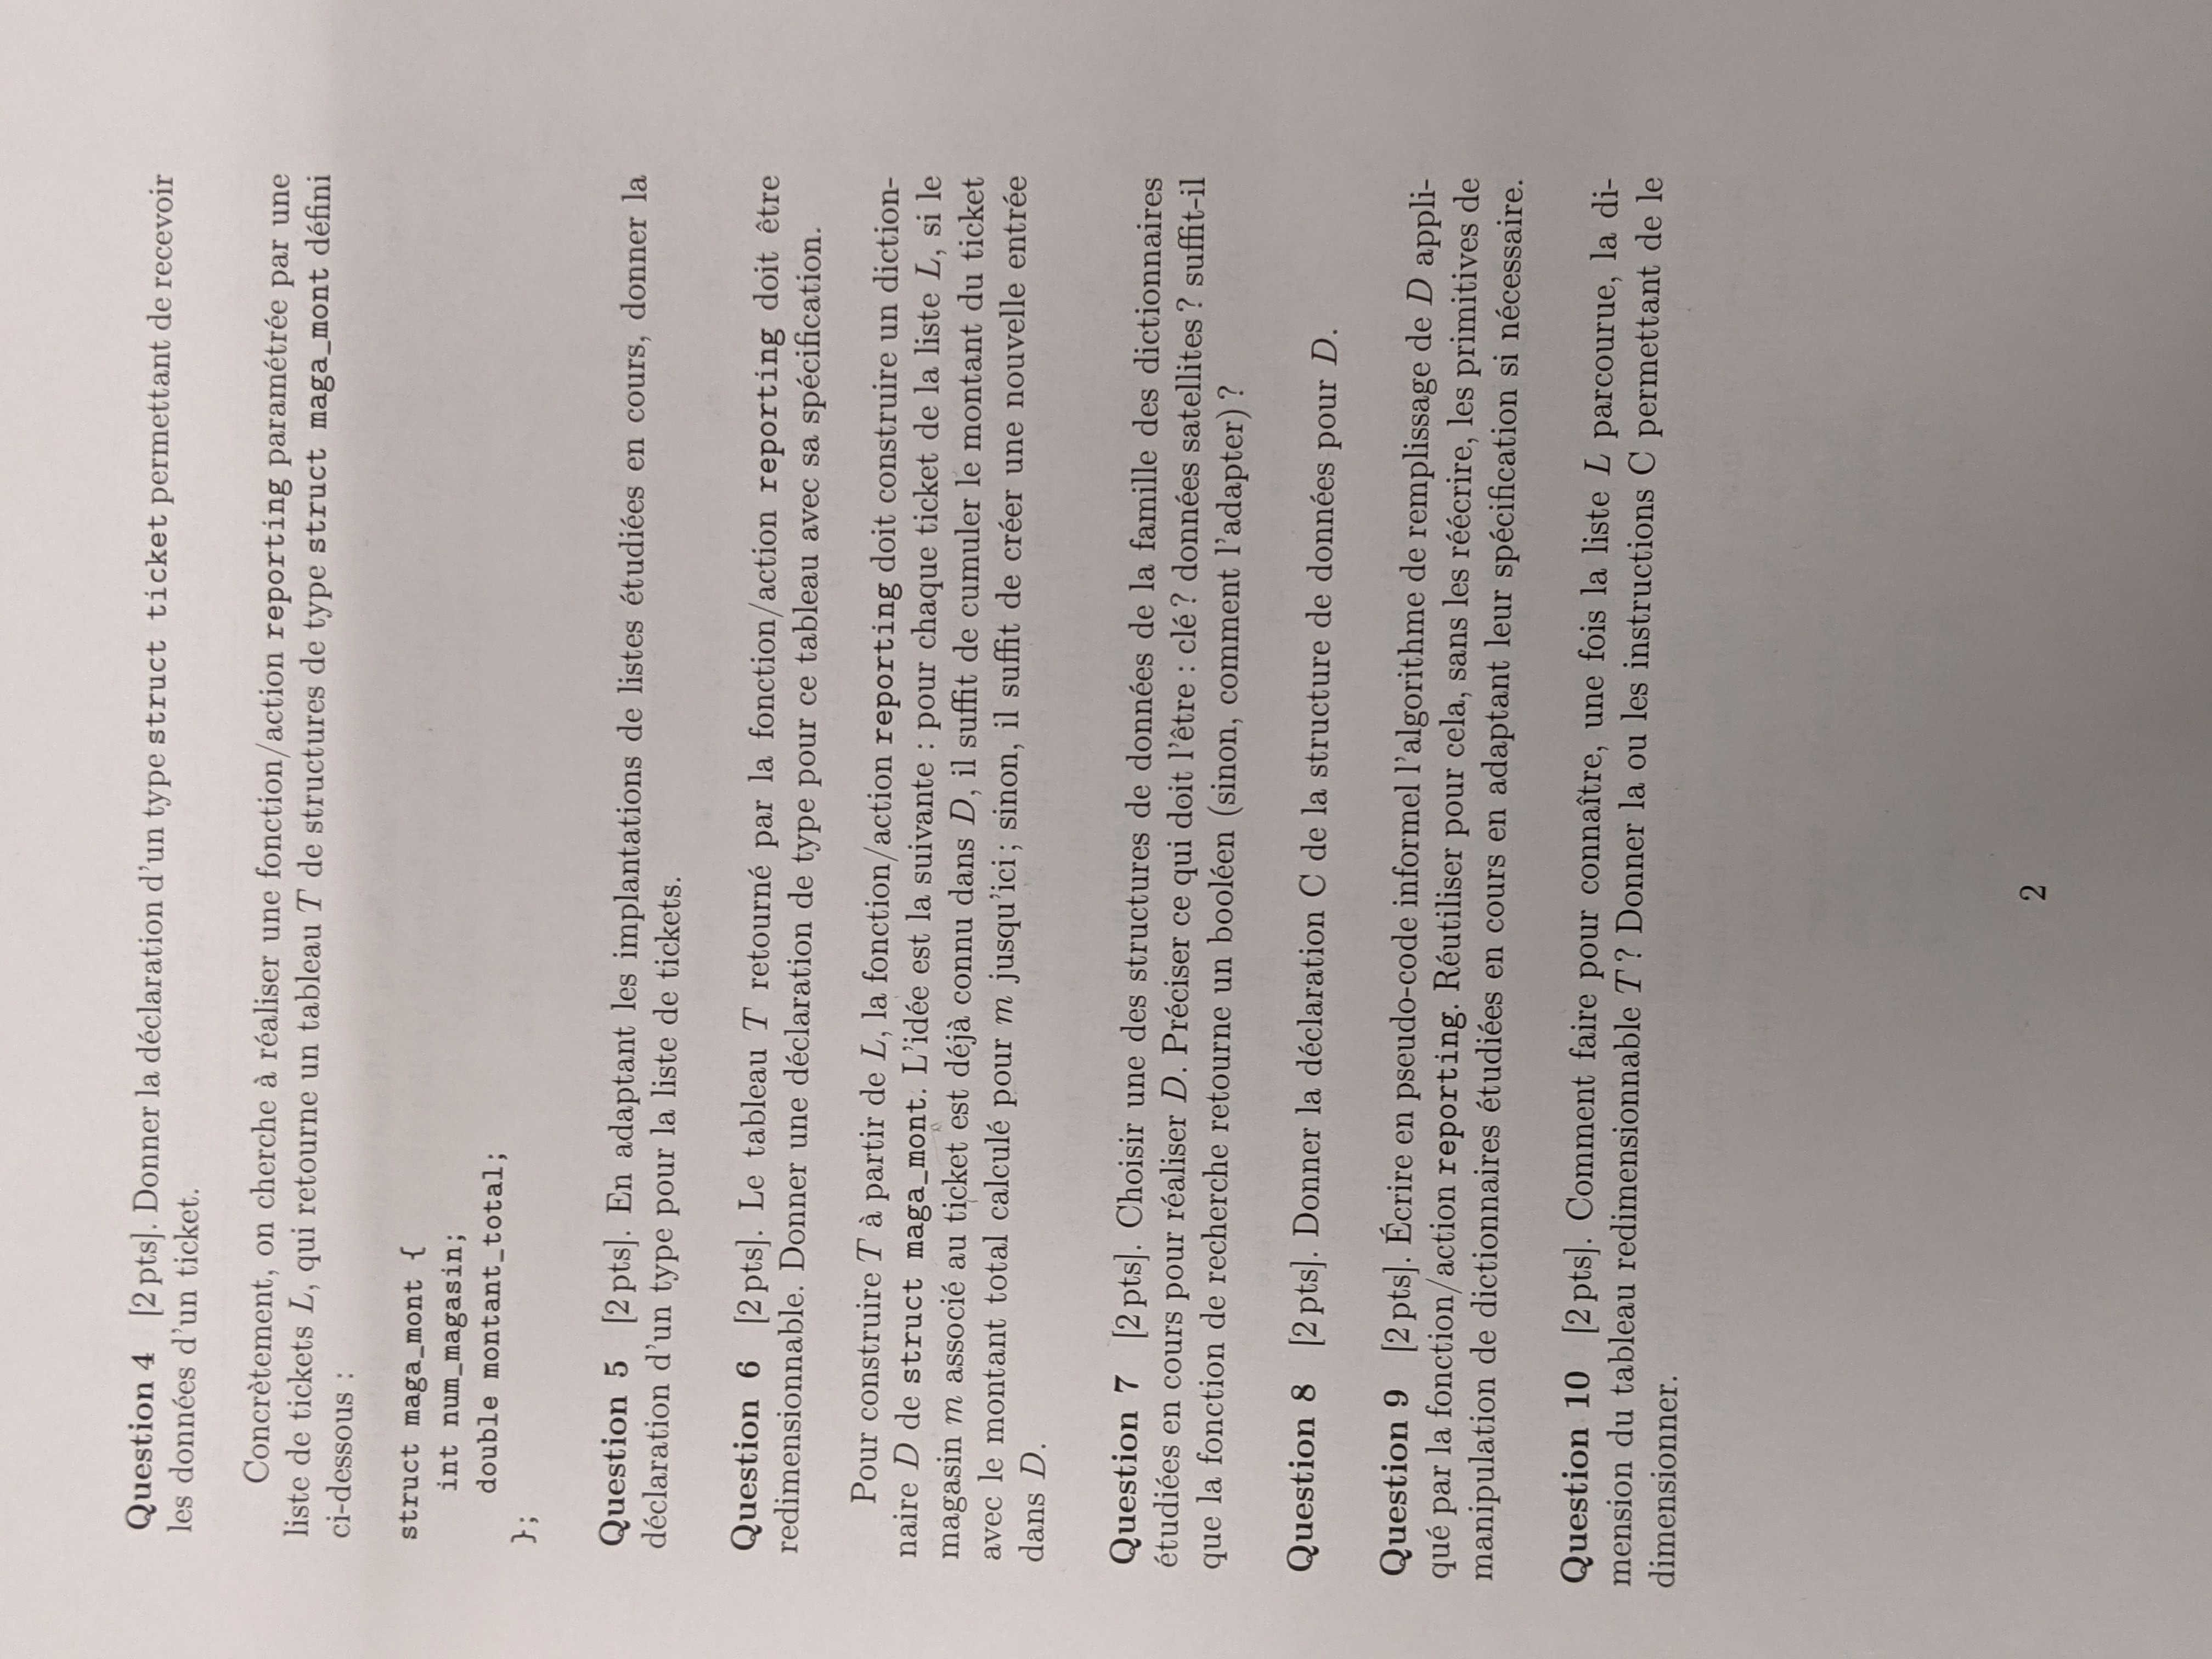 Question 4 [2 pts]. Donner la déclaration d'un type struct ticket permettant de recevoir
les données d'un ticket.
Concrètement, on cherche à réaliser une fonction/action reporting paramétrée par une
liste de tickets L, qui retourne un tableau T de structures de type struct maga_mont défini
ci-dessous :
struct maga_mont {
int num_magasin;
double montant_total;
};
Question 5 [2 pts]. En adaptant les implantations de listes étudiées en cours, donner la
déclaration d'un type pour la liste de tickets.
Question 6 [2 pts]. Le tableau T retourné par la fonction/action reporting doit être
redimensionnable. Donner une déclaration de type pour ce tableau avec sa spécification.
Pour construire T à partir de L, la fonction/action reporting doit construire un diction-
naire D de struct maga_mont. L'idée est la suivante : pour chaque ticket de la liste L, si le
magasin m associé au ticket est déjà connu dans D, il suffit de cumuler le montant du ticket
avec le montant total calculé pour m jusqu'ici ; sinon, il suffit de créer une nouvelle entrée
dans D.
Question 7 [2 pts]. Choisir une des structures de données de la famille des dictionnaires
étudiées en cours pour réaliser D. Préciser ce qui doit l'être : clé ? données satellites ? suffit-il
que la fonction de recherche retourne un booléen (sinon, comment l'adapter) ?
Question 8 [2 pts]. Donner la déclaration C de la structure de données pour D.
Question 9 [2 pts]. Écrire en pseudo-code informel l'algorithme de remplissage de D appli-
qué par la fonction/action reporting. Réutiliser pour cela, sans les réécrire, les primitives de
manipulation de dictionnaires étudiées en cours en adaptant leur spécification si nécessaire.
Question 10 [2 pts]. Comment faire pour connaître, une fois la liste L parcourue, la di-
mension du tableau redimensionnable T ? Donner la ou les instructions C permettant de le
dimensionner.
2